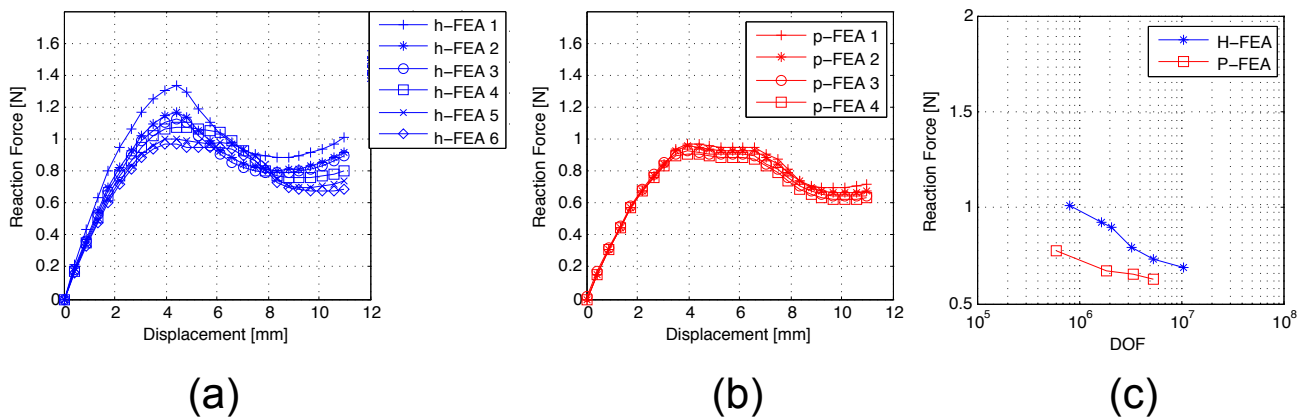 1.6
1.4
1.2
1
0.8
0.6
0.4
0.2
0
0 2 4 6 8 10 12
Reaction Force [N]
Displacement [mm]
h-FEA 1
h-FEA 2
h-FEA 3
h-FEA 4
h-FEA 5
h-FEA 6
(a)
1.6
1.4
1.2
1
0.8
0.6
0.4
0.2
0
0 2 4 6 8 10 12
Reaction Force [N]
Displacement [mm]
p-FEA 1
p-FEA 2
p-FEA 3
p-FEA 4
(b)
2
1.5
1
0.5
10^5 10^6 10^7 10^8
Reaction Force [N]
DOF
H-FEA
P-FEA
(c)